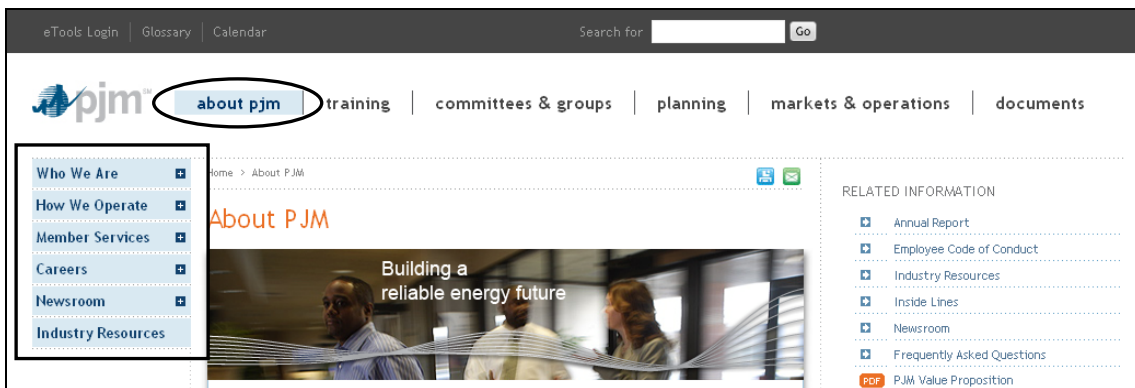 eTools Login Glossary Calendar Search for Go
pjm SM about pjm training committees & groups planning markets & operations documents
Who We Are
How We Operate
Member Services
Careers
Newsroom
Industry Resources
Home > About PJM
About PJM
Building a
reliable energy future
RELATED INFORMATION
Annual Report
Employee Code of Conduct
Industry Resources
Inside Lines
Newsroom
Frequently Asked Questions
PDF PJM Value Proposition